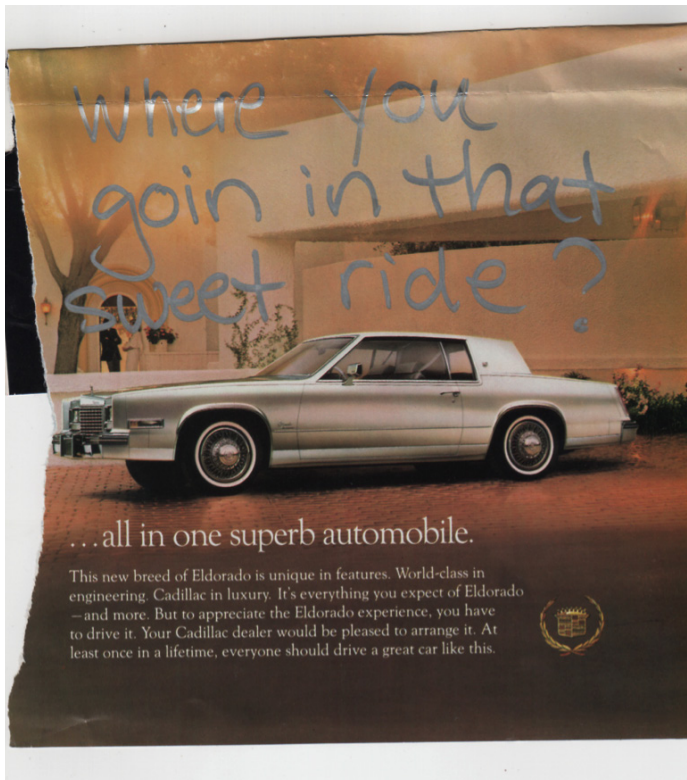 where you
goin in that
sweet ride?
...all in one superb automobile.
This new breed of Eldorado is unique in features. World-class in
engineering. Cadillac in luxury. It's everything you expect of Eldorado
—and more. But to appreciate the Eldorado experience, you have
to drive it. Your Cadillac dealer would be pleased to arrange it. At
least once in a lifetime, everyone should drive a great car like this.